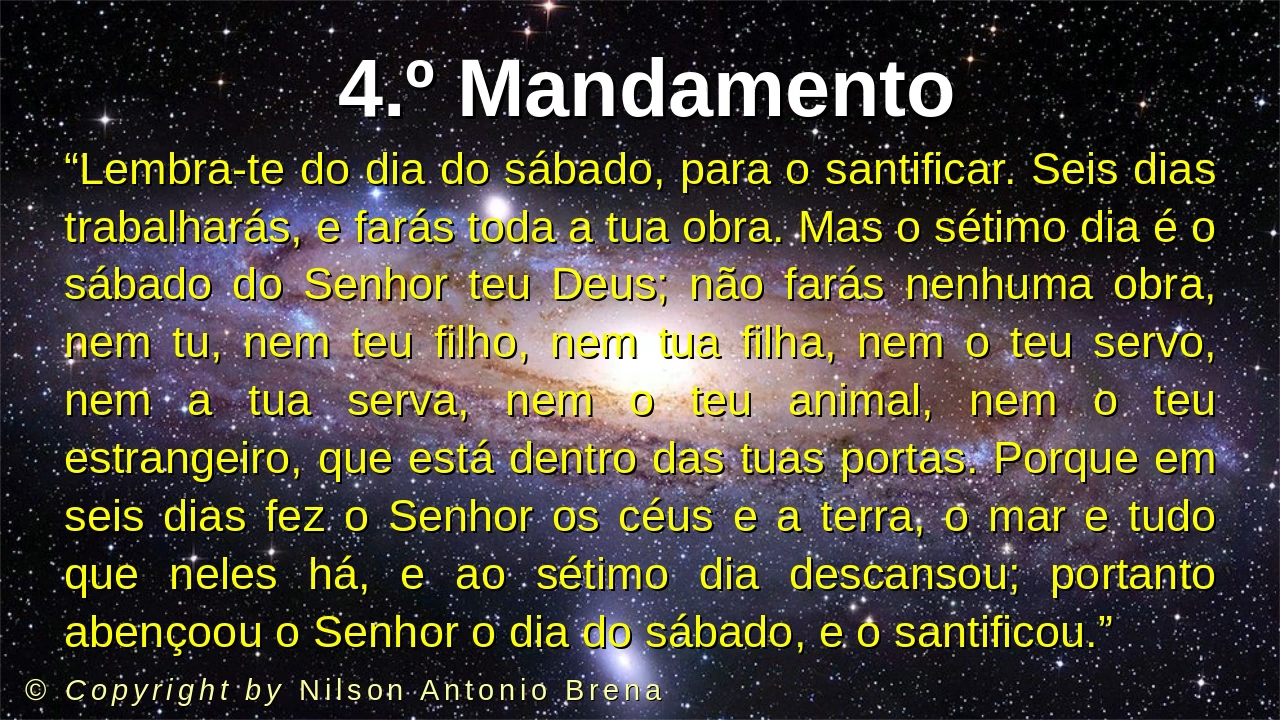 4.º Mandamento
“Lembra-te do dia do sábado, para o santificar. Seis dias
trabalharás, e farás toda a tua obra. Mas o sétimo dia é o
sábado do Senhor teu Deus; não farás nenhuma obra,
nem tu, nem teu filho, nem tua filha, nem o teu servo,
nem a tua serva, nem o teu animal, nem o teu
estrangeiro, que está dentro das tuas portas. Porque em
seis dias fez o Senhor os céus e a terra, o mar e tudo
que neles há, e ao sétimo dia descansou; portanto
abençoou o Senhor o dia do sábado, e o santificou.”
© Copyright by Nilson Antonio Brena